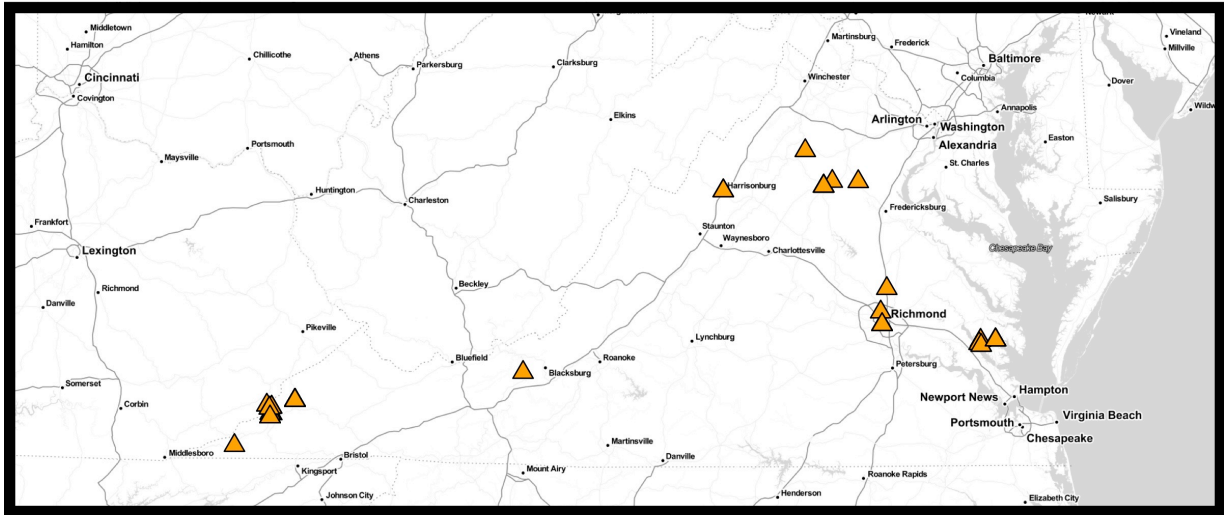 Middletown
Hamilton
Chillicothe
Athens
Parkersburg
Clarksburg
Martinsburg
Frederick
Baltimore
Vineland
Millville
Cincinnati
Covington
Winchester
Columbia
Dover
Annapolis
Wildw
Elkins
Arlington
Washington
Alexandria
Easton
Portsmouth
Maysville
St. Charles
Huntington
Harrisonburg
Charleston
Salisbury
Fredericksburg
Frankfort
Staunton
Waynesboro
Charlottesville
Chesapeake Bay
Lexington
Richmond
Beckley
Danville
Richmond
Pikeville
Lynchburg
Bluefield
Roanoke
Blacksburg
Petersburg
Somerset
Corbin
Hampton
Newport News
Virginia Beach
Portsmouth
Chesapeake
Middlesboro
Bristol
Kingsport
Martinsville
Danville
Mount Airy
Roanoke Rapids
Johnson City
Henderson
Elizabeth City